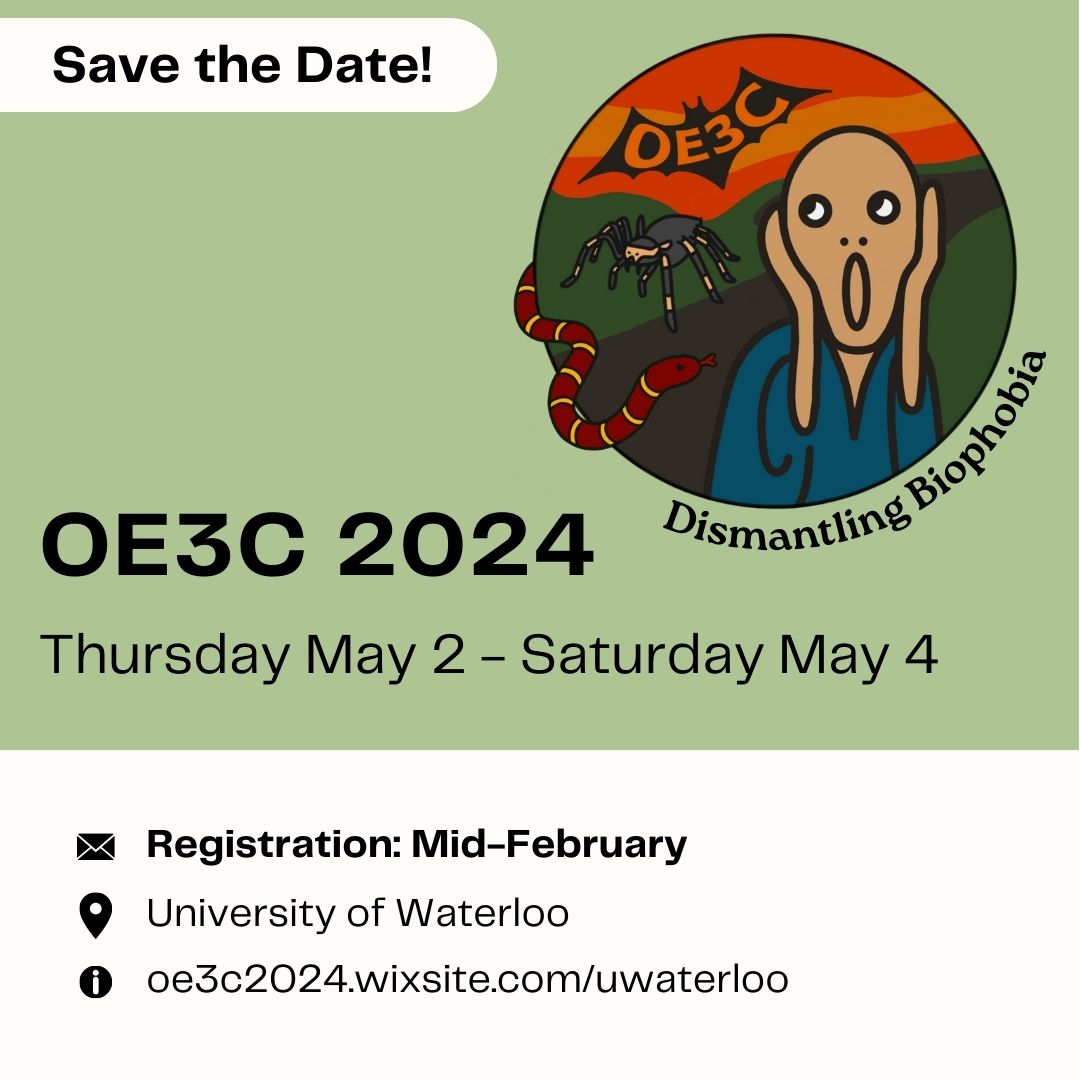 Save the Date!
OE3C
Dismantling Biophobia
OE3C 2024
Thursday May 2 - Saturday May 4
Registration: Mid-February
University of Waterloo
oe3c2024.wixsite.com/uwaterloo